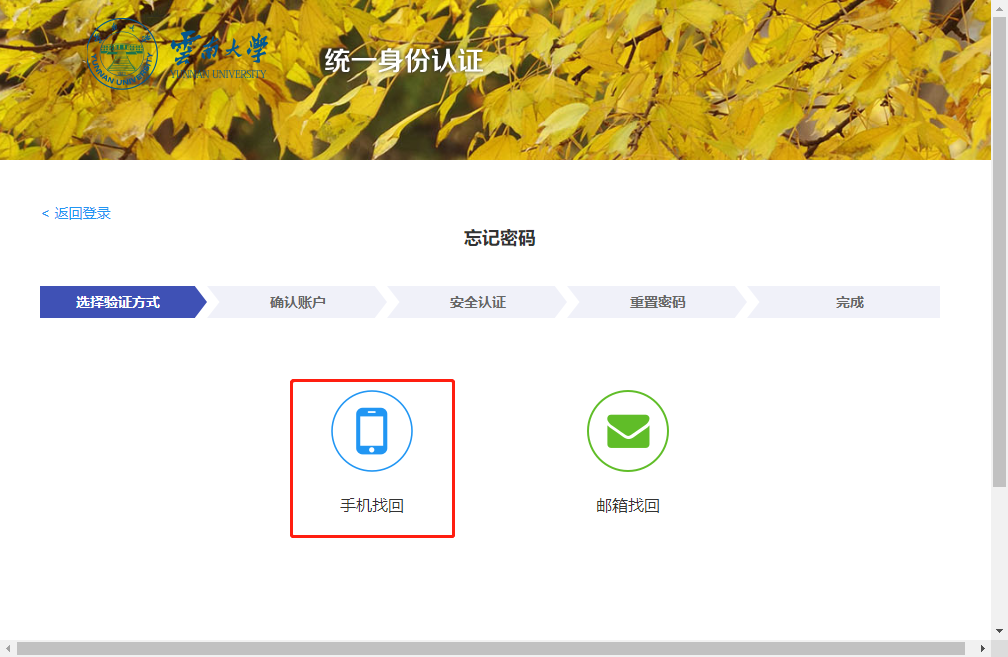 雲南大学
YUNNAN UNIVERSITY
统一身份认证
< 返回登录
忘记密码
选择验证方式
确认账户
安全认证
重置密码
完成
手机找回
邮箱找回